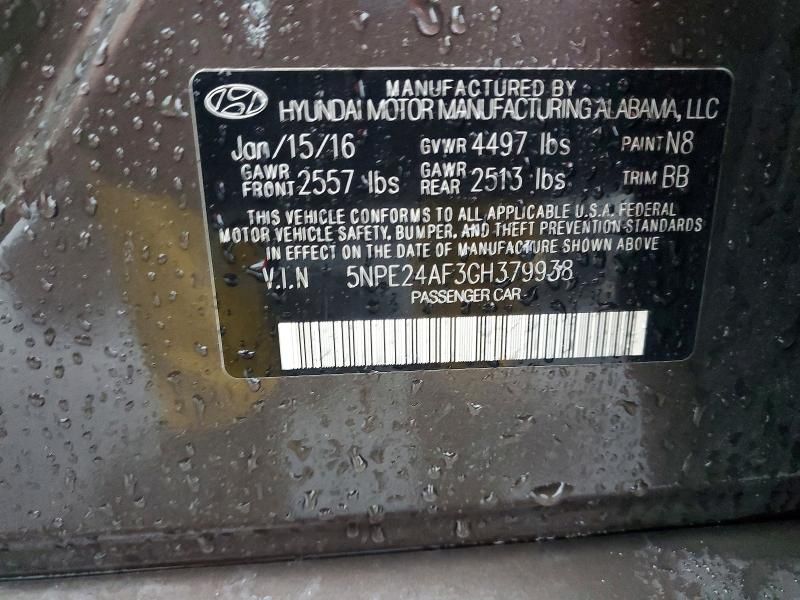 MANUFACTURED BY
HYUNDAI MOTOR MANUFACTURING ALABAMA, LLC
Jan/15/16 GVWR 4497 lbs PAINT N8
GAWR FRONT 2557 lbs GAWR REAR 2513 lbs TRIM BB
THIS VEHICLE CONFORMS TO ALL APPLICABLE U.S.A. FEDERAL
MOTOR VEHICLE SAFETY, BUMPER, AND THEFT PREVENTION STANDARDS
IN EFFECT ON THE DATE OF MANUFACTURE SHOWN ABOVE.
V.I.N 5NPE24AF3GH379938
PASSENGER CAR